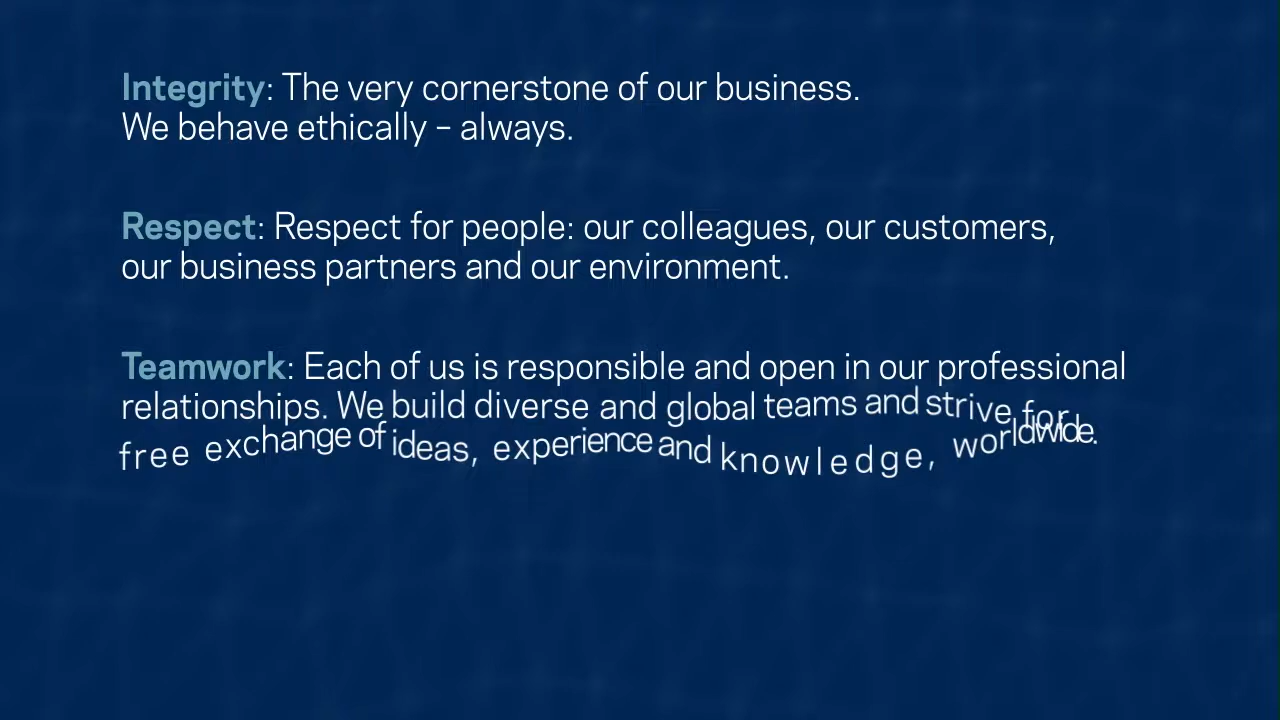 Integrity: The very cornerstone of our business.
We behave ethically – always.
Respect: Respect for people: our colleagues, our customers,
our business partners and our environment.
Teamwork: Each of us is responsible and open in our professional
relationships. We build diverse and global teams and strive for
free exchange of ideas, experience and knowledge, worldwide.